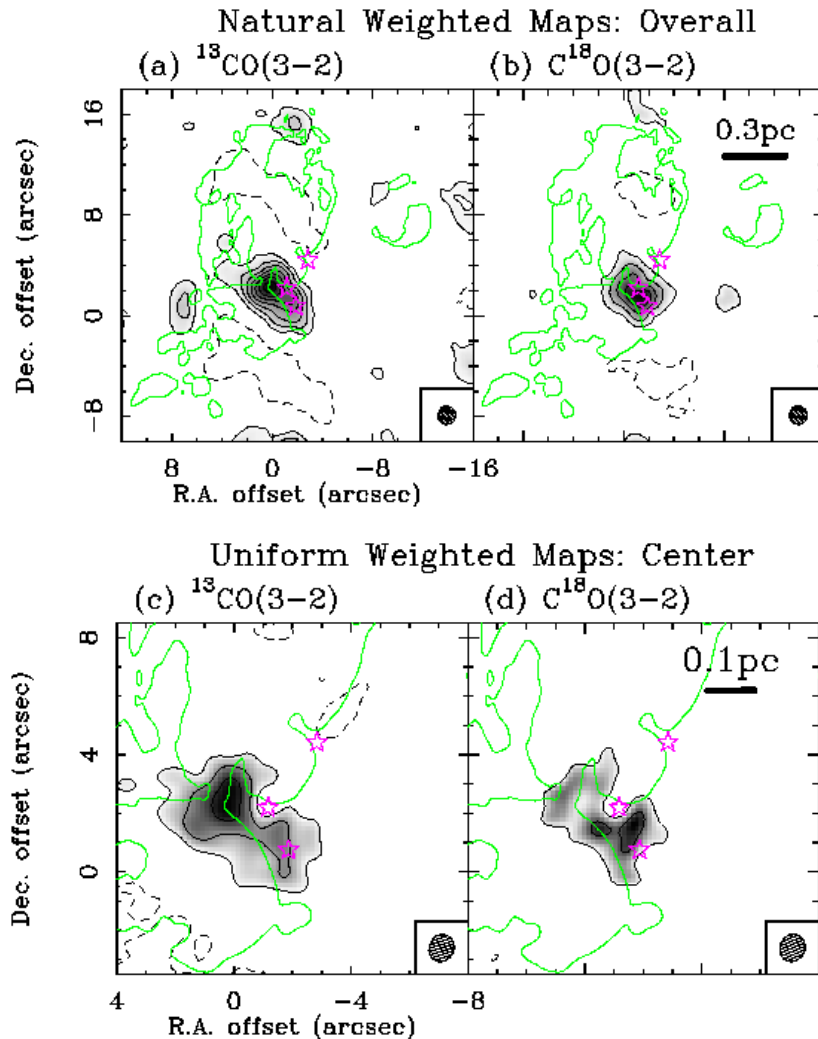 Natural Weighted Maps: Overall
(a) ¹³CO(3−2)
(b) C¹⁸O(3−2)
0.3pc
16
8
0
−8
Dec. offset (arcsec)
8
0
−8
−16
R.A. offset (arcsec)
Uniform Weighted Maps: Center
(c) ¹³CO(3−2)
(d) C¹⁸O(3−2)
0.1pc
8
4
0
Dec. offset (arcsec)
4
0
−4
−8
R.A. offset (arcsec)